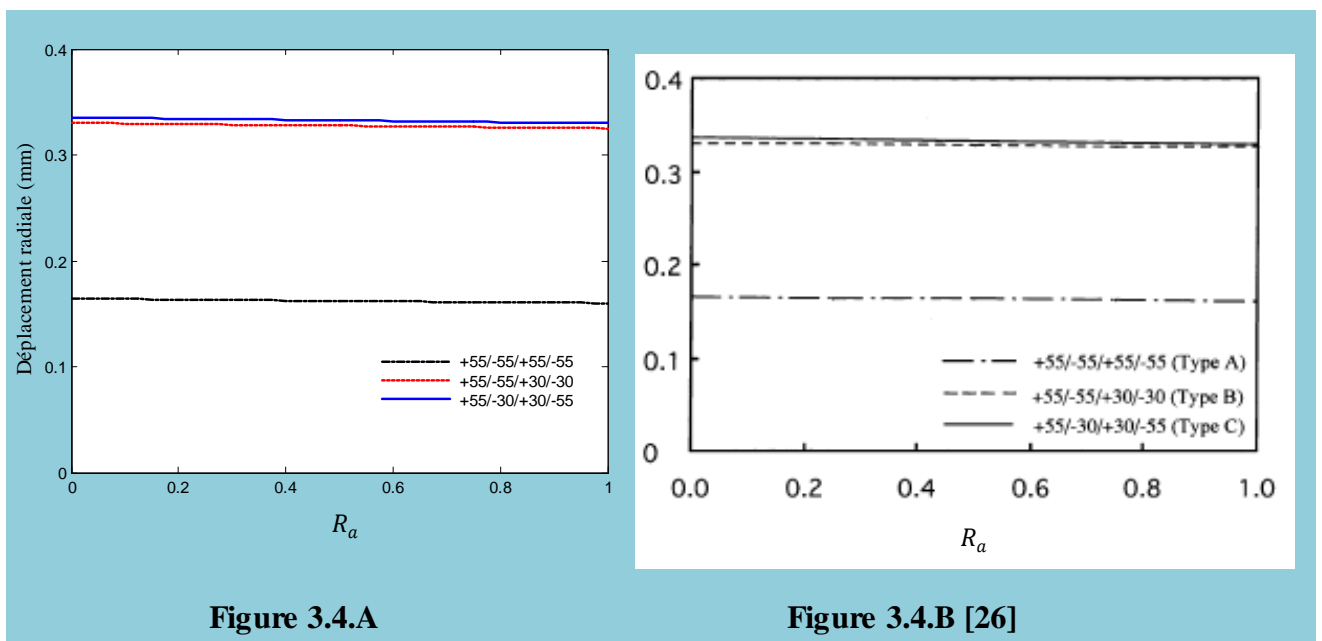 0.4
0.3
0.2
0.1
0
Déplacement radiale (mm)
+55/-55/+55/-55
+55/-55/+30/-30
+55/-30/+30/-55
0 0.2 0.4 0.6 0.8 1
R_a
Figure 3.4.A
0.4
0.3
0.2
0.1
0
+55/-55/+55/-55 (Type A)
+55/-55/+30/-30 (Type B)
+55/-30/+30/-55 (Type C)
0.0 0.2 0.4 0.6 0.8 1.0
R_a
Figure 3.4.B [26]